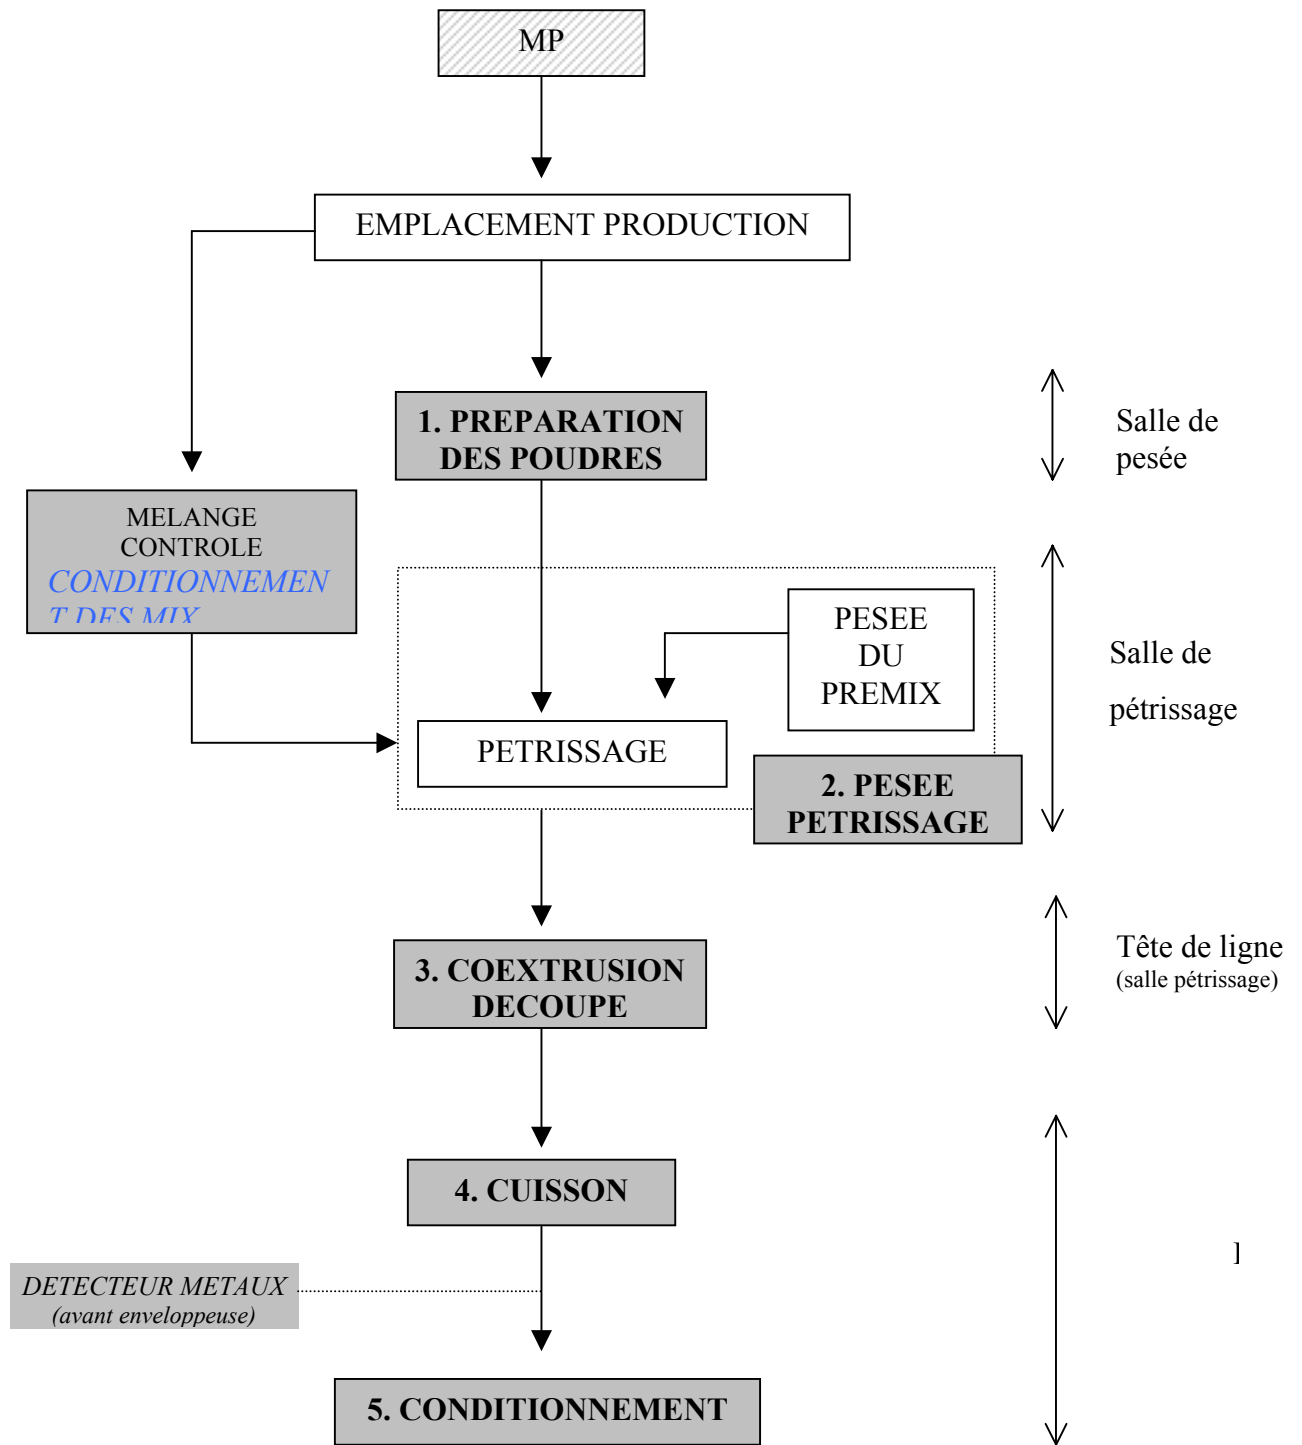 MP
EMPLACEMENT PRODUCTION
1. PREPARATION
DES POUDRES
Salle de
pesée
MELANGE
CONTROLE
CONDITIONNEMEN
T DES MIX
PESEE
DU
PREMIX
Salle de
pétrissage
PETRISSAGE
2. PESEE
PETRISSAGE
3. COEXTRUSION
DECOUPE
Tête de ligne
(salle pétrissage)
4. CUISSON
DETECTEUR METAUX
(avant enveloppeuse)
5. CONDITIONNEMENT